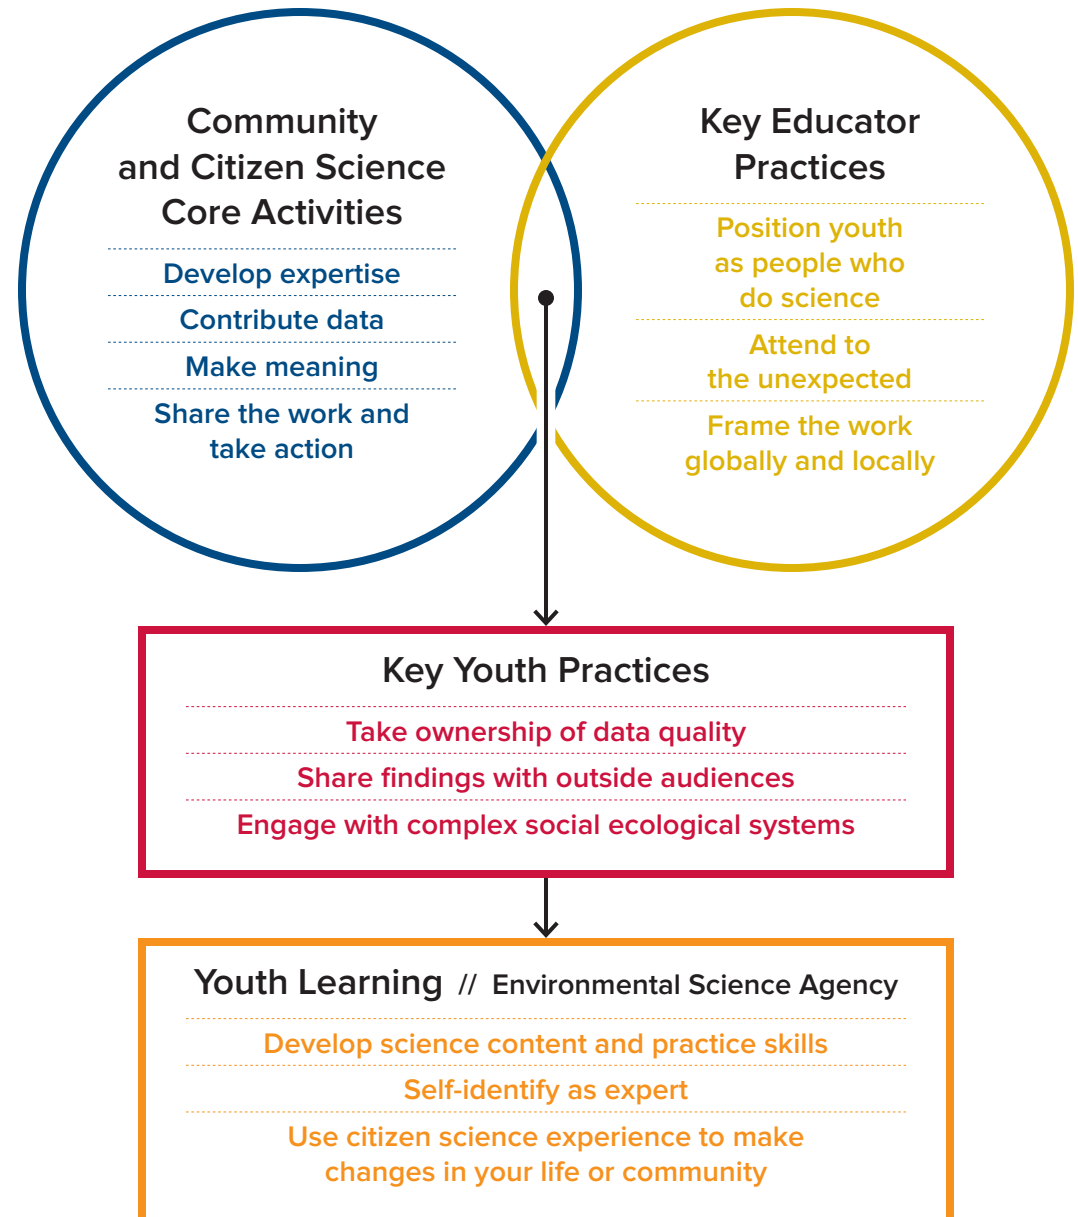 Community
and Citizen Science
Core Activities
Develop expertise
Contribute data
Make meaning
Share the work and
take action
Key Educator
Practices
Position youth
as people who
do science
Attend to
the unexpected
Frame the work
globally and locally
Key Youth Practices
Take ownership of data quality
Share findings with outside audiences
Engage with complex social ecological systems
Youth Learning // Environmental Science Agency
Develop science content and practice skills
Self-identify as expert
Use citizen science experience to make
changes in your life or community